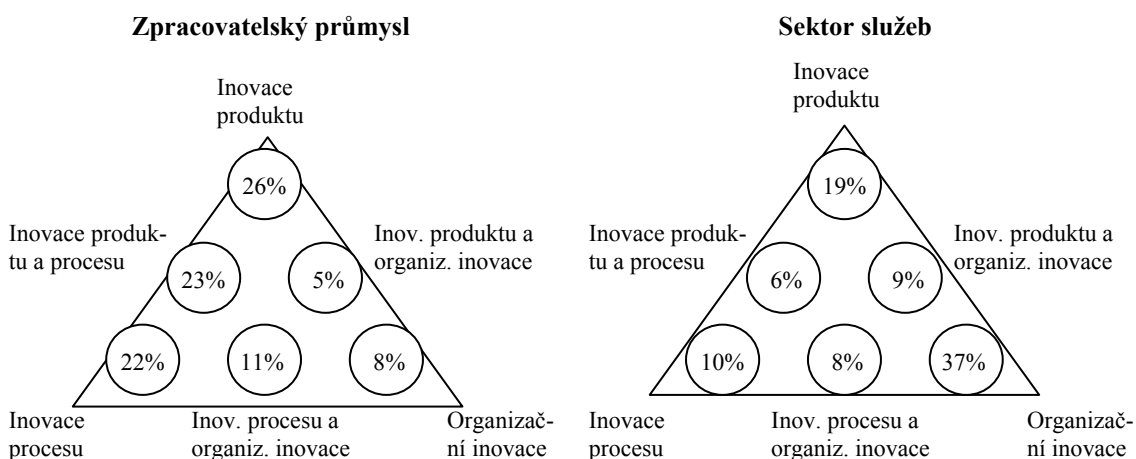 Zpracovatelský průmysl
Inovace
produktu
26%
Inovace produk-
tu a procesu
Inov. produktu a
organiz. inovace
23%
5%
22%
11%
8%
Inovace
procesu
Inov. procesu a
organiz. inovace
Organizač-
ní inovace
Sektor služeb
Inovace
produktu
19%
Inovace produk-
tu a procesu
Inov. produktu a
organiz. inovace
6%
9%
10%
8%
37%
Inovace
procesu
Inov. procesu a
organiz. inovace
Organizač-
ní inovace